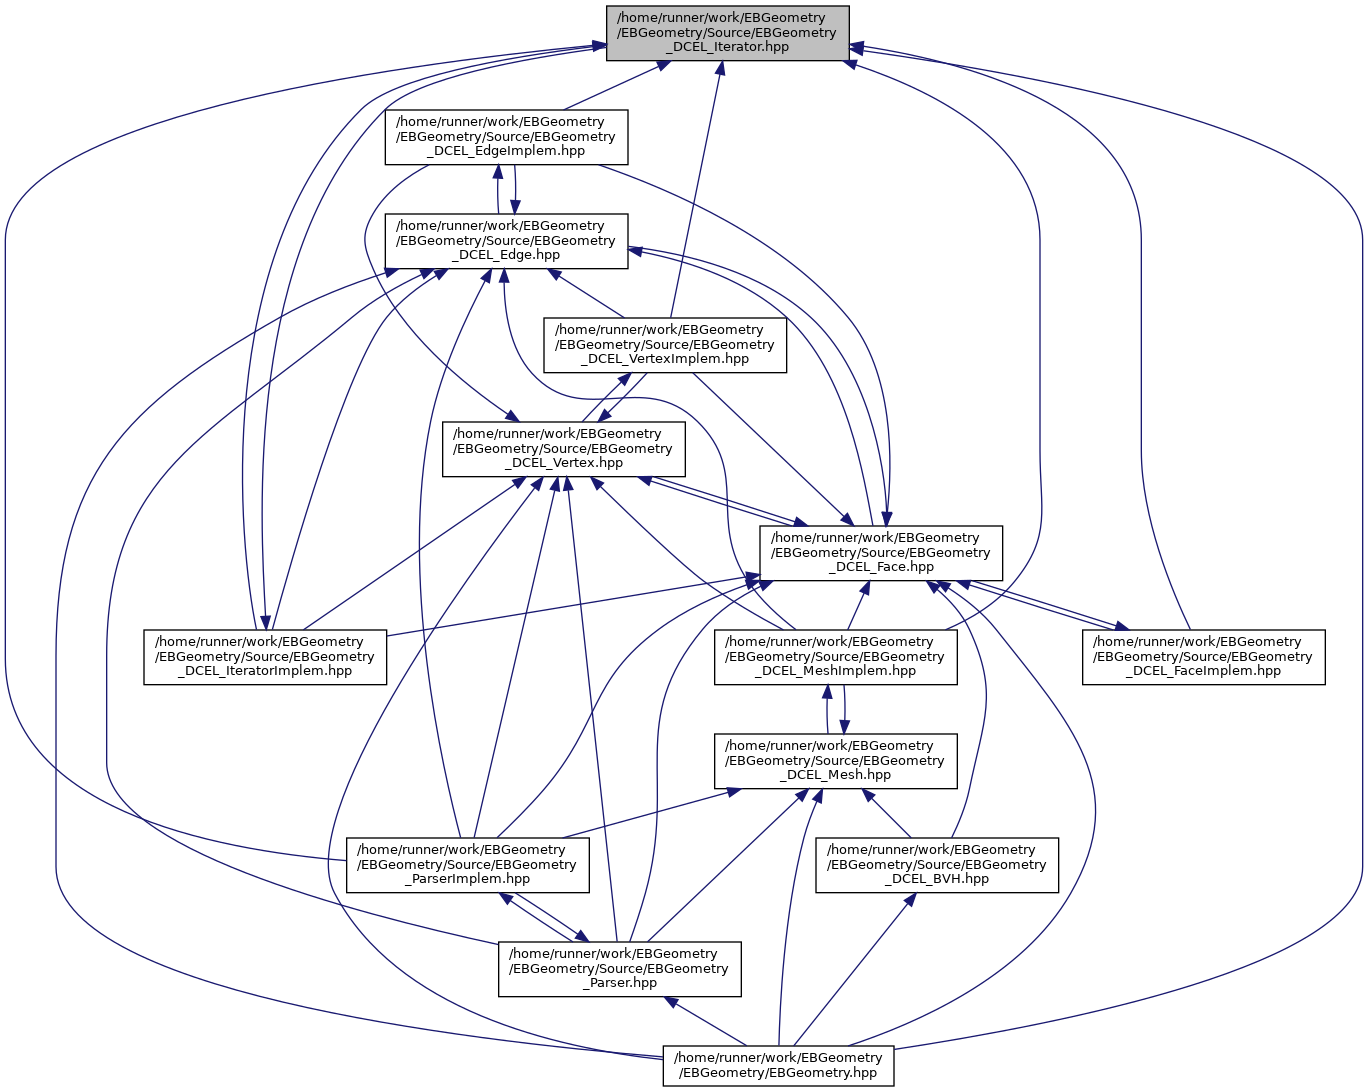 /home/runner/work/EBGeometry
/EBGeometry/Source/EBGeometry
_DCEL_Iterator.hpp
/home/runner/work/EBGeometry
/EBGeometry/Source/EBGeometry
_DCEL_EdgeImplem.hpp
/home/runner/work/EBGeometry
/EBGeometry/Source/EBGeometry
_DCEL_Edge.hpp
/home/runner/work/EBGeometry
/EBGeometry/Source/EBGeometry
_DCEL_VertexImplem.hpp
/home/runner/work/EBGeometry
/EBGeometry/Source/EBGeometry
_DCEL_Vertex.hpp
/home/runner/work/EBGeometry
/EBGeometry/Source/EBGeometry
_DCEL_Face.hpp
/home/runner/work/EBGeometry
/EBGeometry/Source/EBGeometry
_DCEL_IteratorImplem.hpp
/home/runner/work/EBGeometry
/EBGeometry/Source/EBGeometry
_DCEL_MeshImplem.hpp
/home/runner/work/EBGeometry
/EBGeometry/Source/EBGeometry
_DCEL_FaceImplem.hpp
/home/runner/work/EBGeometry
/EBGeometry/Source/EBGeometry
_DCEL_Mesh.hpp
/home/runner/work/EBGeometry
/EBGeometry/Source/EBGeometry
_ParserImplem.hpp
/home/runner/work/EBGeometry
/EBGeometry/Source/EBGeometry
_DCEL_BVH.hpp
/home/runner/work/EBGeometry
/EBGeometry/Source/EBGeometry
_Parser.hpp
/home/runner/work/EBGeometry
/EBGeometry/EBGeometry.hpp